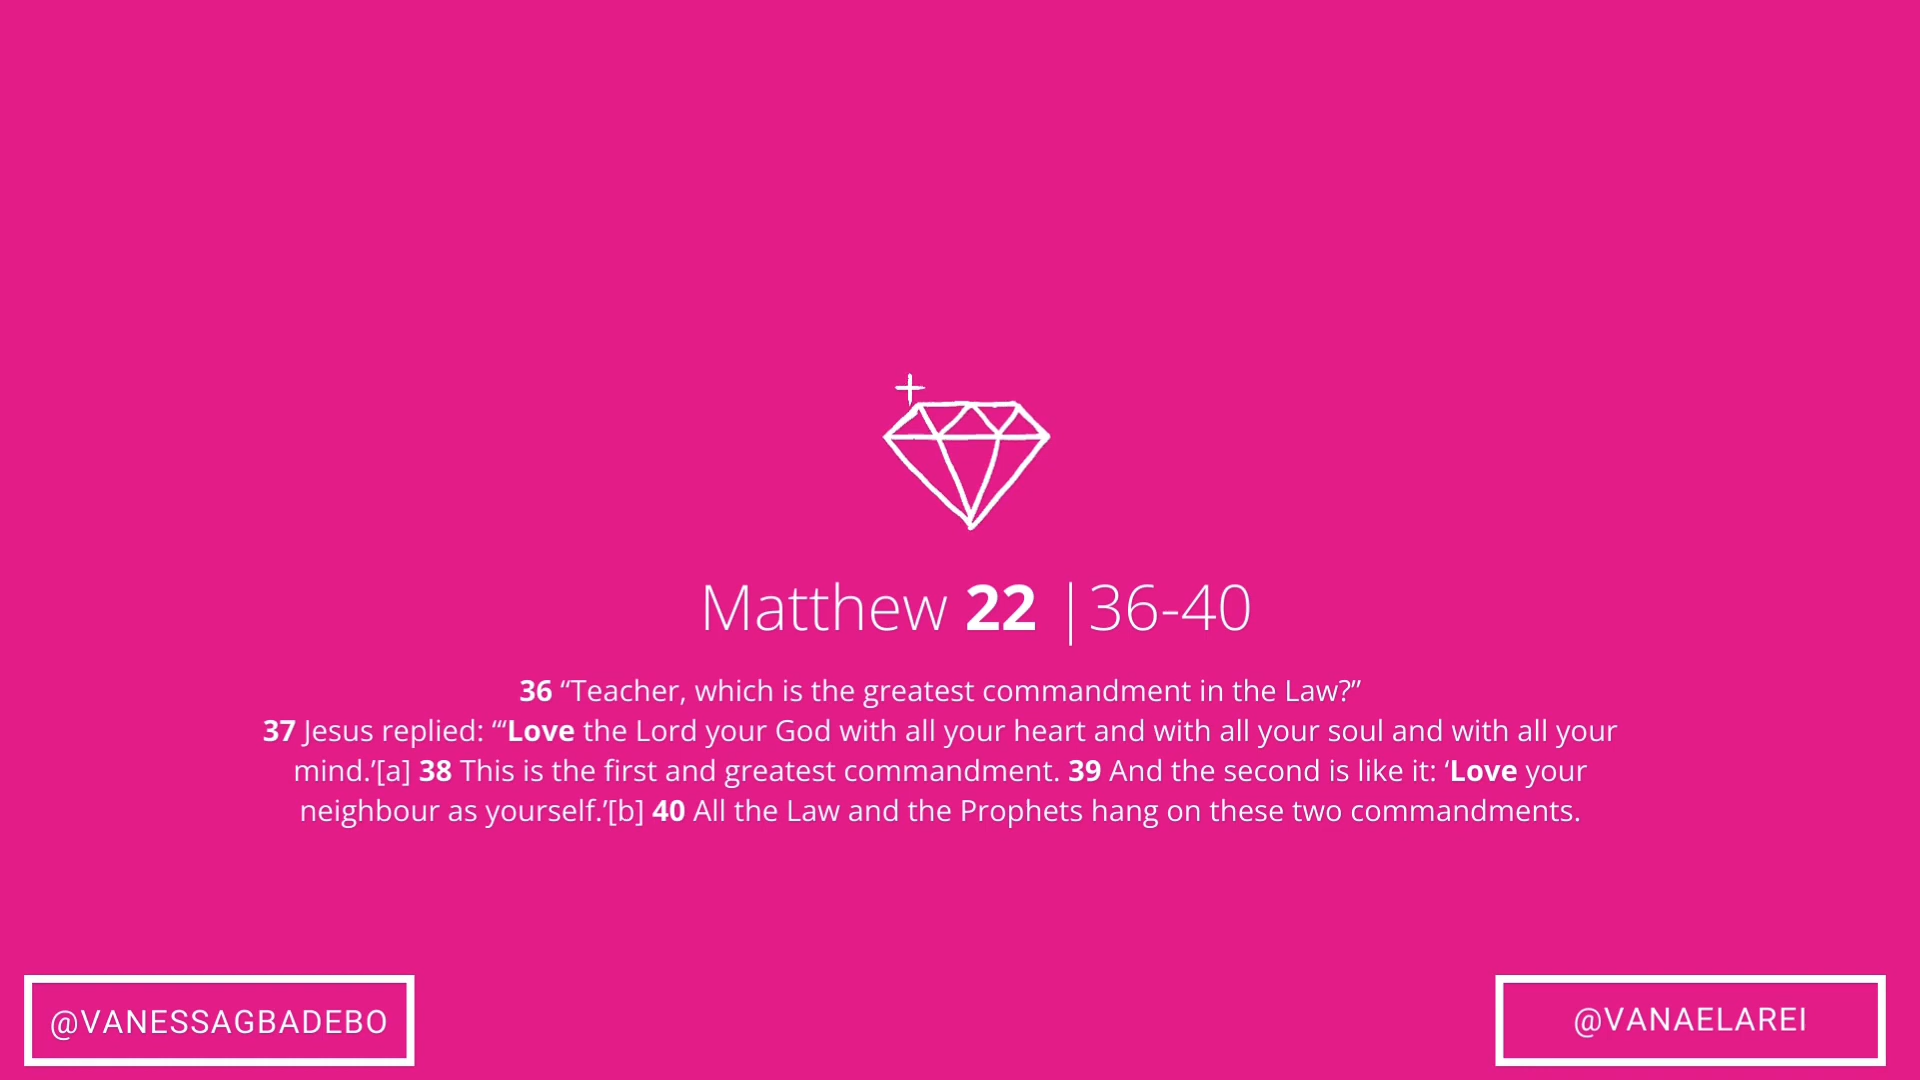 Matthew 22 |36-40
36 “Teacher, which is the greatest commandment in the Law?”
37 Jesus replied: “‘Love the Lord your God with all your heart and with all your soul and with all your
mind.’[a] 38 This is the first and greatest commandment. 39 And the second is like it: ‘Love your
neighbour as yourself.’[b] 40 All the Law and the Prophets hang on these two commandments.
@VANESSAGBADEBO
@VANAELAREI